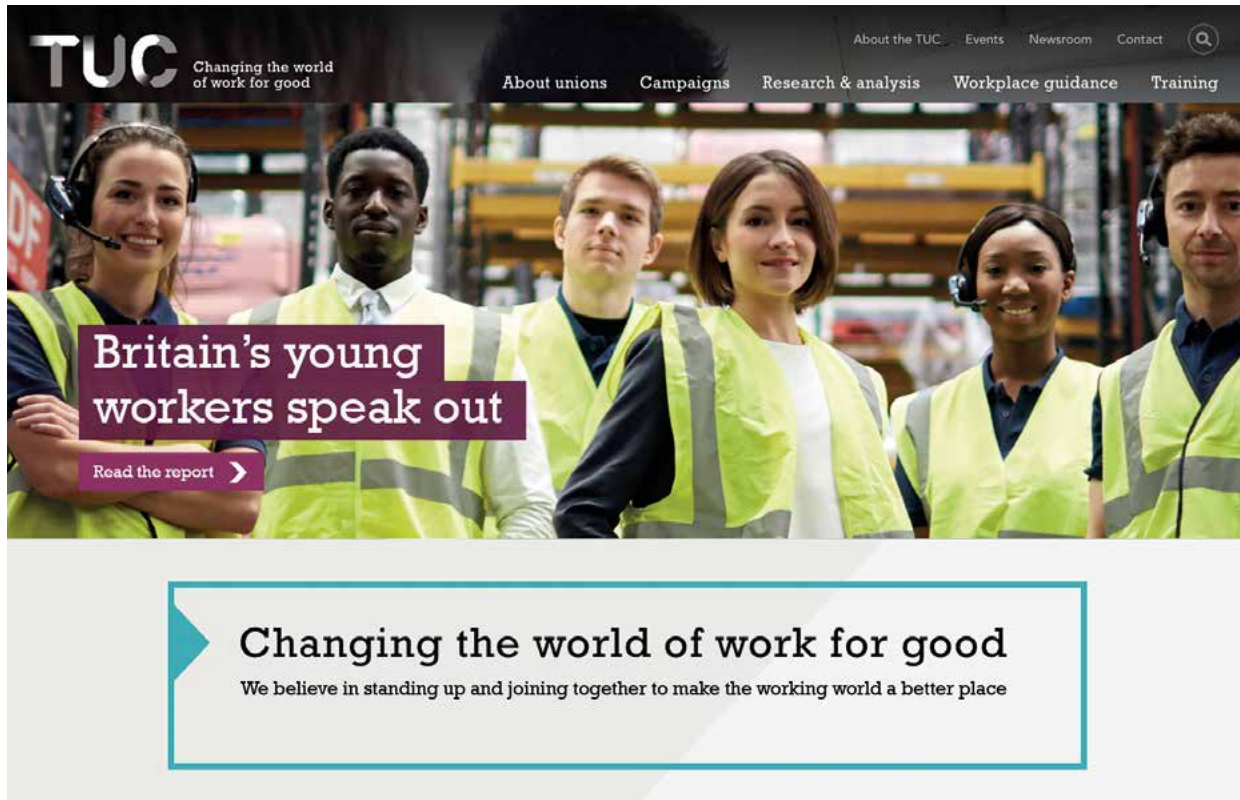 TUC
Changing the world
of work for good
About the TUC
Events
Newsroom
Contact
About unions
Campaigns
Research & analysis
Workplace guidance
Training
DF
Britain's young
workers speak out
Read the report
Changing the world of work for good
We believe in standing up and joining together to make the working world a better place